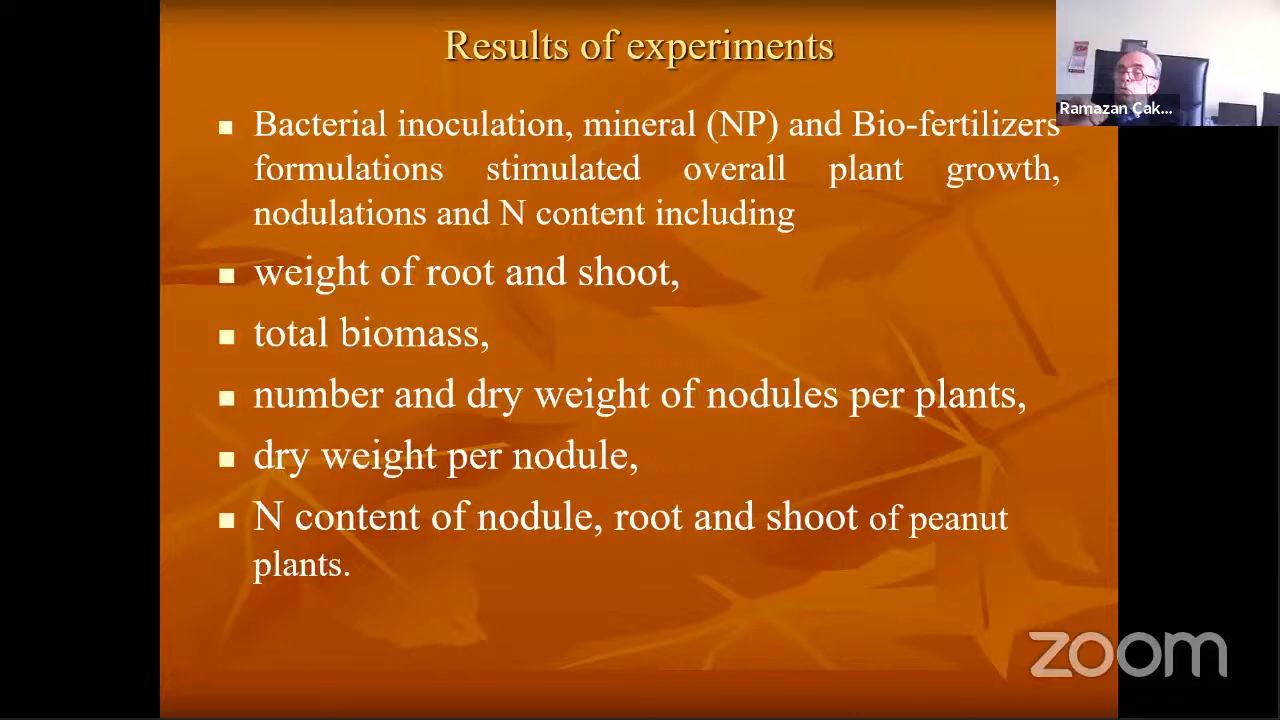 Results of experiments
Bacterial inoculation, mineral (NP) and Bio-fertilizers
formulations stimulated overall plant growth,
nodulations and N content including
weight of root and shoot,
total biomass,
number and dry weight of nodules per plants,
dry weight per nodule,
N content of nodule, root and shoot of peanut
plants.
Ramazan Çak...
zoom